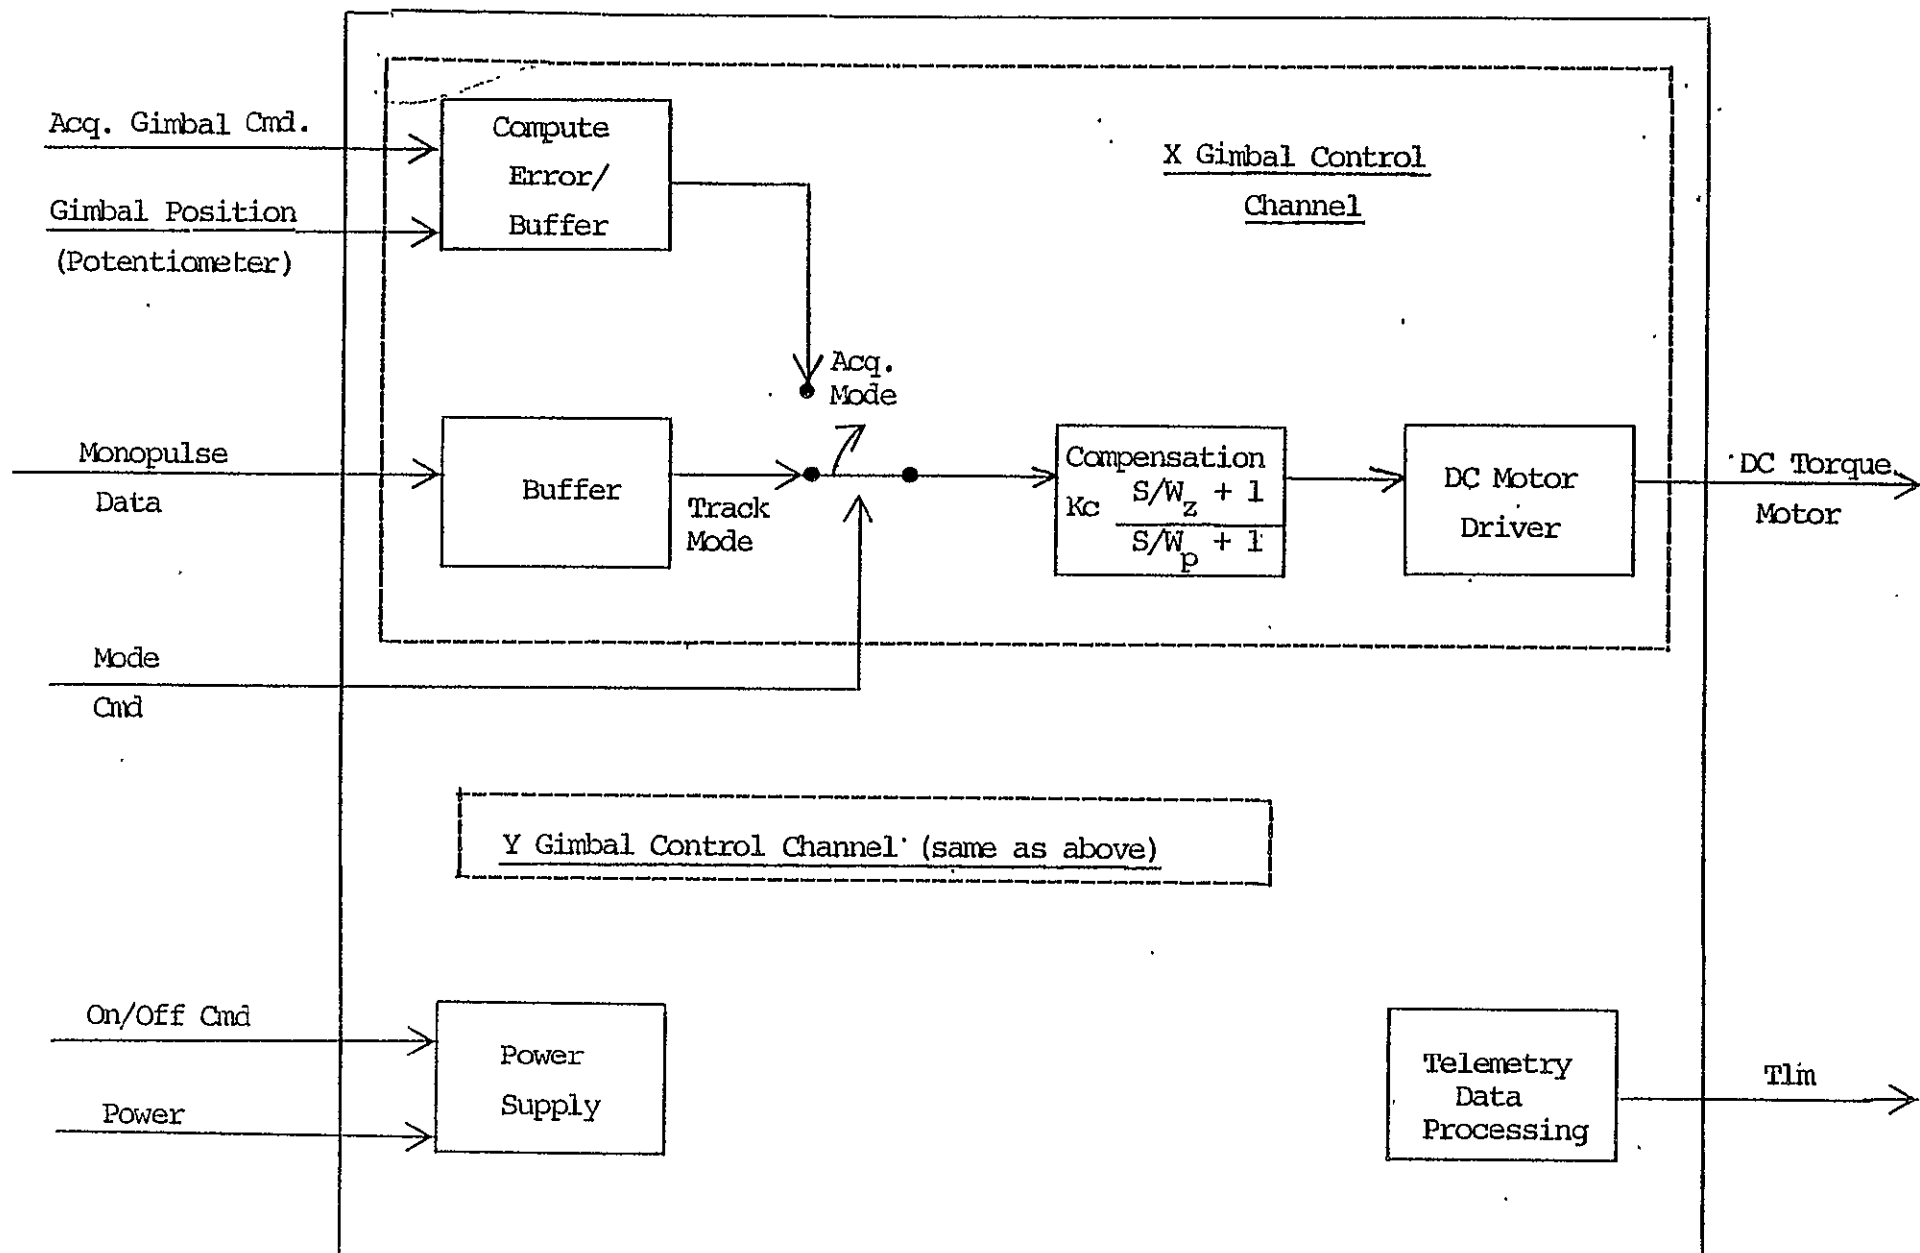 Acq. Gimbal Cmd.
Gimbal Position
(Potentiometer)
Compute
Error/
Buffer
X Gimbal Control
Channel
Acq.
Mode
Monopulse
Data
Buffer
Track
Mode
Compensation
Kc S/W_z + 1
S/W_p + 1
DC Motor
Driver
DC Torque
Motor
Mode
Cmd
Y Gimbal Control Channel (same as above)
On/Off Cmd
Power
Power
Supply
Telemetry
Data
Processing
Tlm